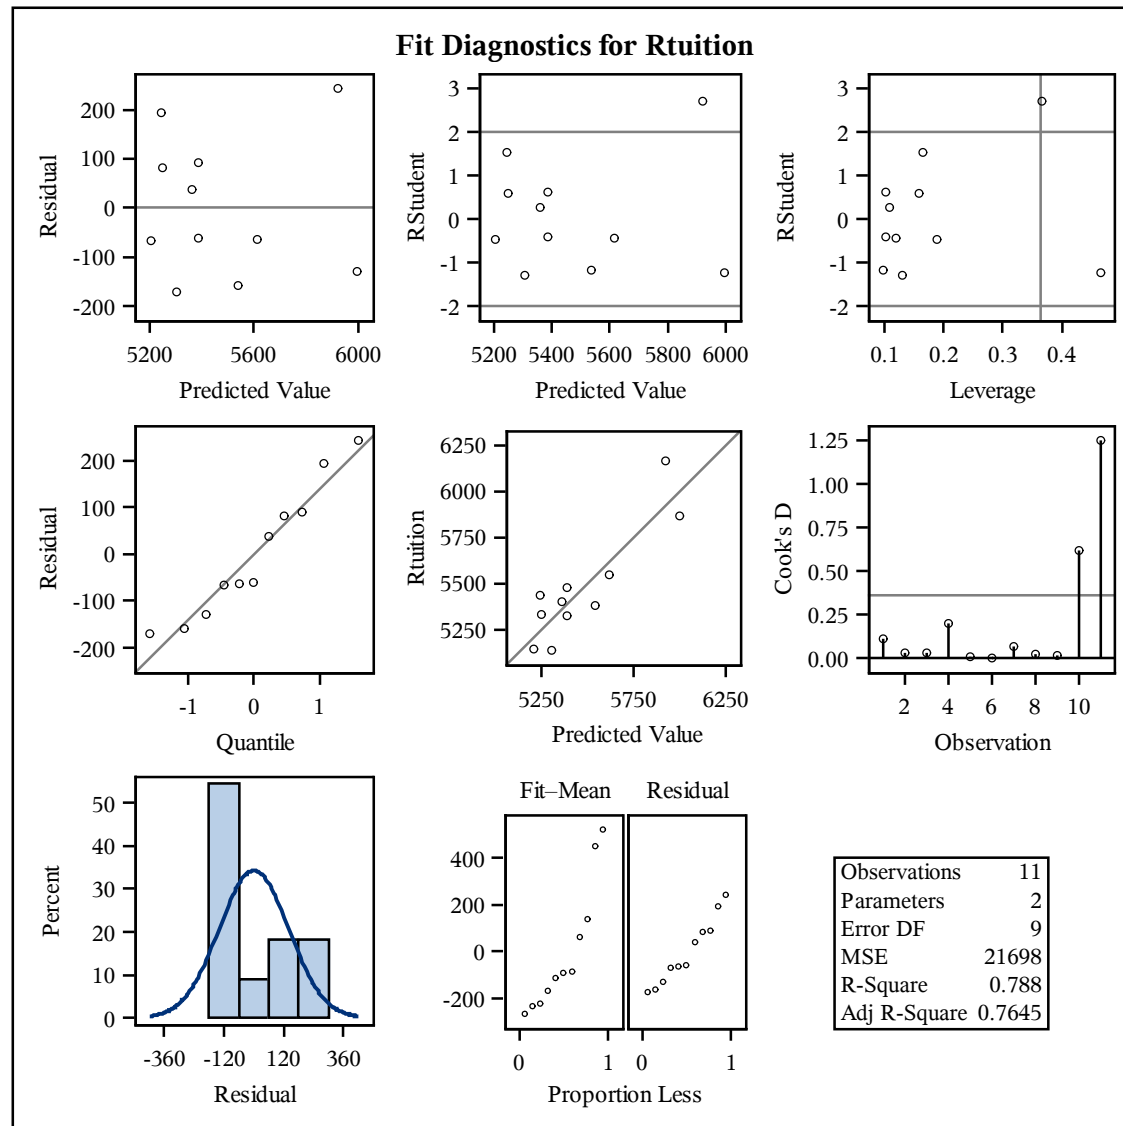 Fit Diagnostics for Rtuition
Residual
200
100
0
-100
-200
5200 5600 6000
Predicted Value
RStudent
3
2
1
0
-1
-2
5200 5400 5600 5800 6000
Predicted Value
RStudent
3
2
1
0
-1
-2
0.1 0.2 0.3 0.4
Leverage
Residual
200
100
0
-100
-200
-1 0 1
Quantile
Rtuition
6250
6000
5750
5500
5250
5250 5750 6250
Predicted Value
Cook's D
1.25
1.00
0.75
0.50
0.25
0.00
2 4 6 8 10
Observation
Percent
50
40
30
20
10
0
-360 -120 120 360
Residual
Fit–Mean Residual
400
200
0
-200
0 1 0 1
Proportion Less
Observations 11
Parameters 2
Error DF 9
MSE 21698
R-Square 0.788
Adj R-Square 0.7645